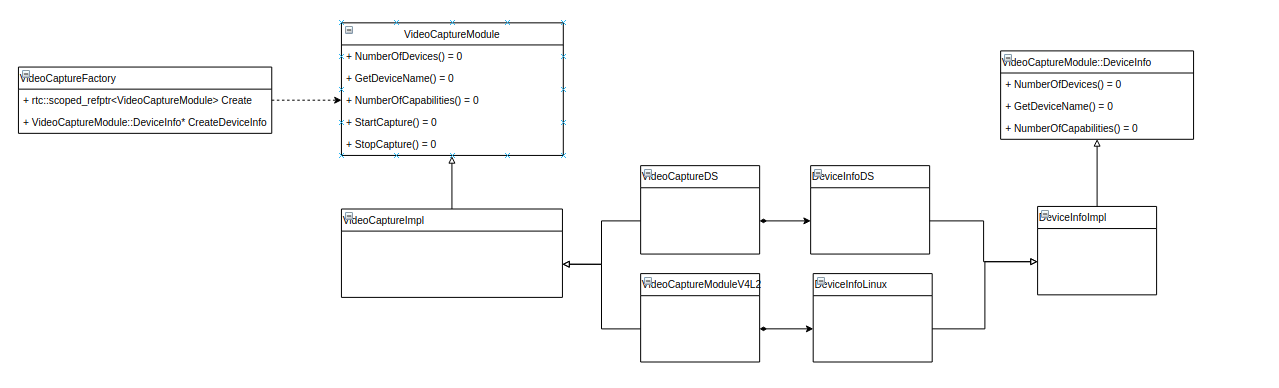 VideoCaptureFactory
+ rtc::scoped_refptr<VideoCaptureModule> Create
+ VideoCaptureModule::DeviceInfo* CreateDeviceInfo
VideoCaptureModule
+ NumberOfDevices() = 0
+ GetDeviceName() = 0
+ NumberOfCapabilities() = 0
+ StartCapture() = 0
+ StopCapture() = 0
VideoCaptureModule::DeviceInfo
+ NumberOfDevices() = 0
+ GetDeviceName() = 0
+ NumberOfCapabilities() = 0
VideoCaptureImpl
VideoCaptureDS
DeviceInfoDS
DeviceInfoImpl
VideoCaptureModuleV4L2
DeviceInfoLinux